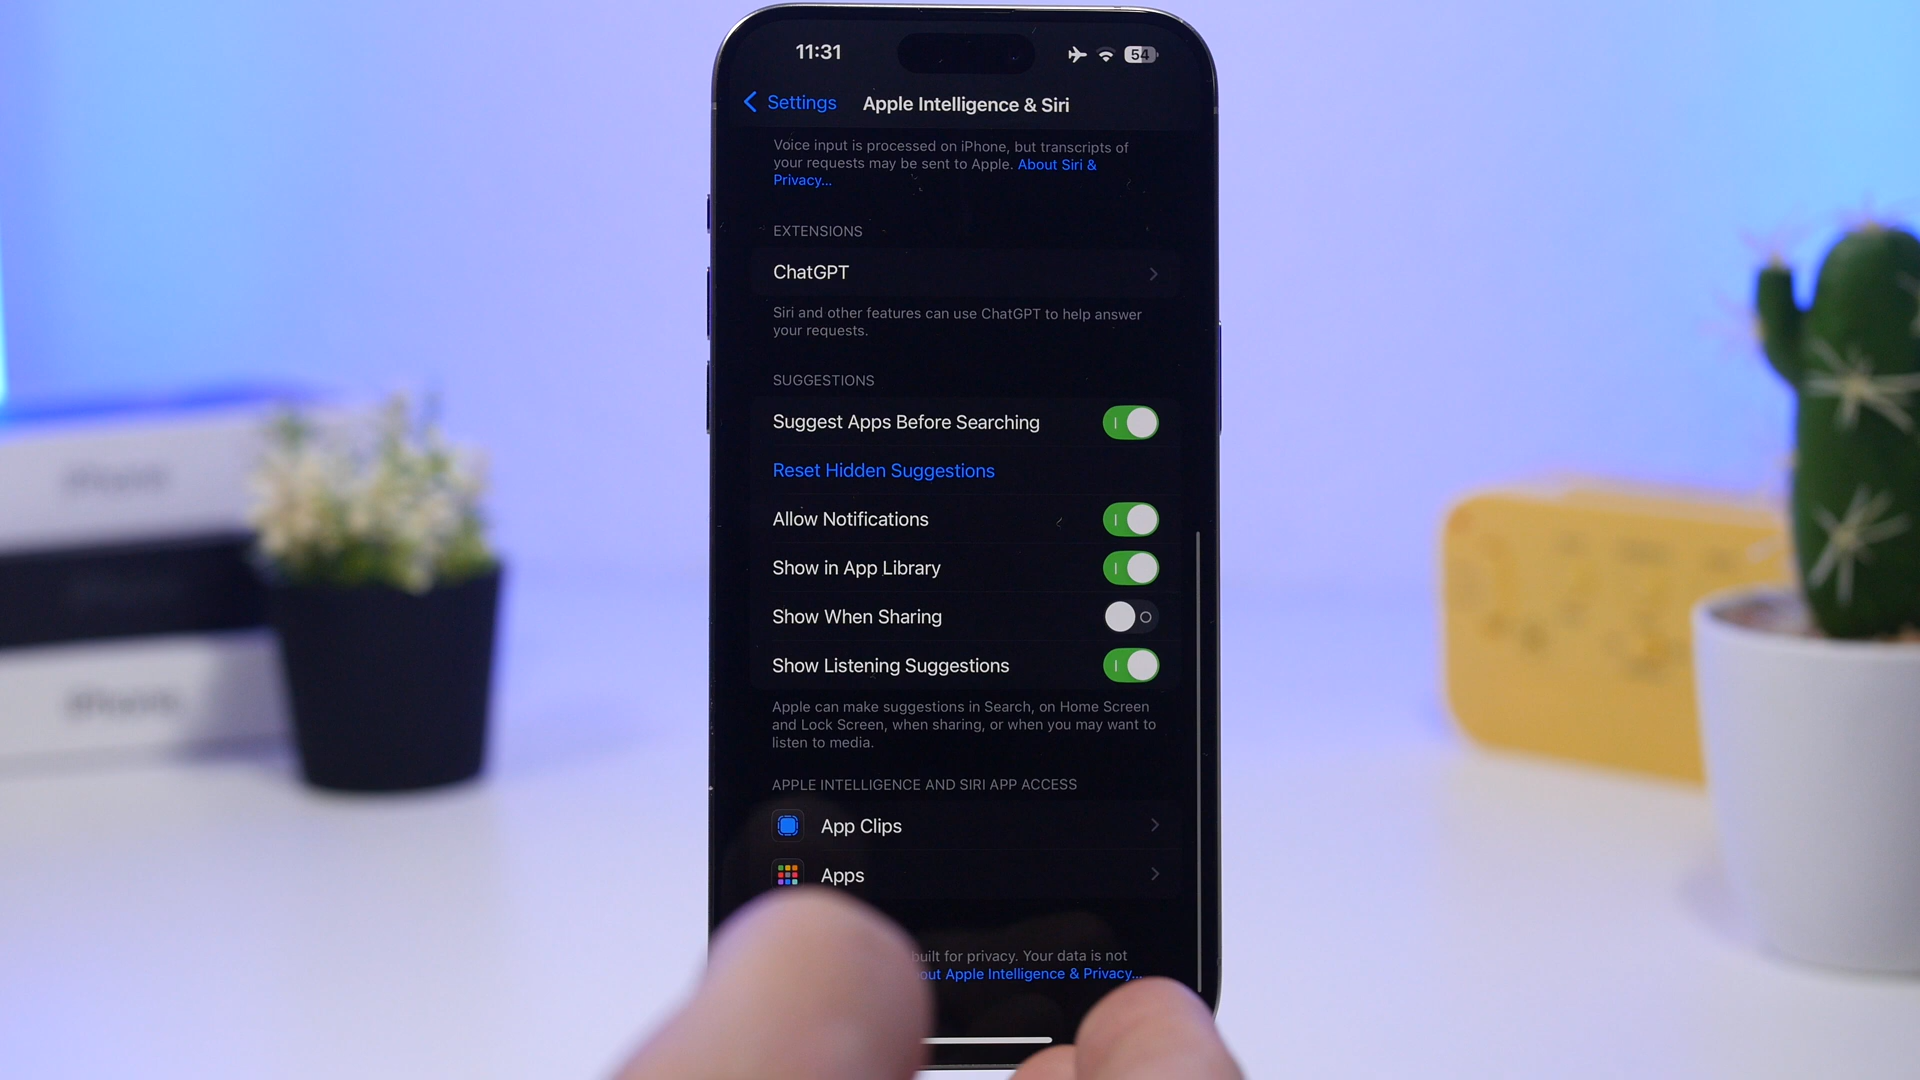 11:31
54
Settings
Apple Intelligence & Siri
Voice input is processed on iPhone, but transcripts of
your requests may be sent to Apple. About Siri &
Privacy...
EXTENSIONS
ChatGPT
Siri and other features can use ChatGPT to help answer
your requests.
SUGGESTIONS
Suggest Apps Before Searching
Reset Hidden Suggestions
Allow Notifications
Show in App Library
Show When Sharing
Show Listening Suggestions
Apple can make suggestions in Search, on Home Screen
and Lock Screen, when sharing, or when you may want to
listen to media.
APPLE INTELLIGENCE AND SIRI APP ACCESS
App Clips
Apps
built for privacy. Your data is not
Apple Intelligence & Privacy...